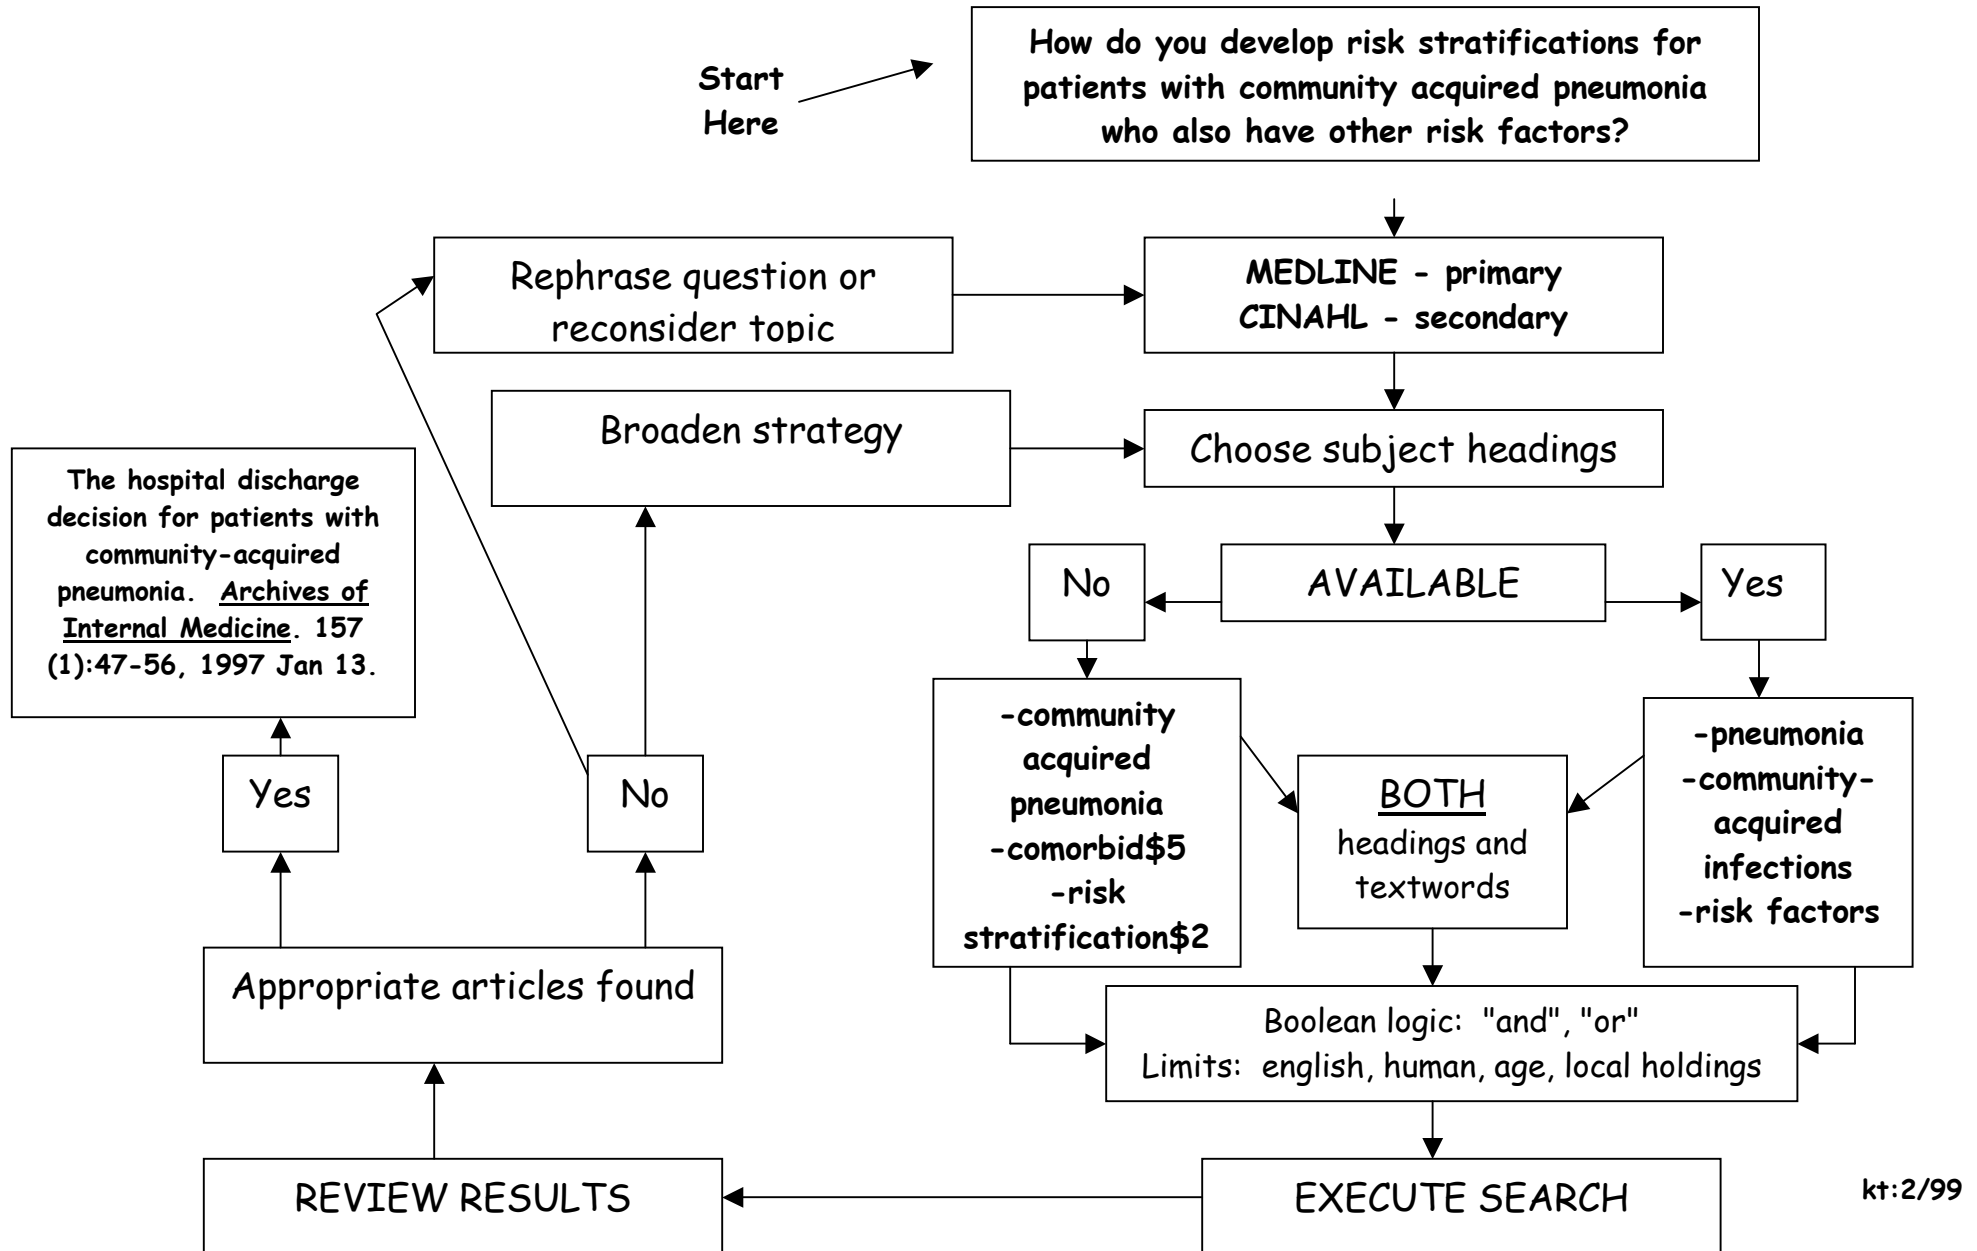 Start
Here
How do you develop risk stratifications for
patients with community acquired pneumonia
who also have other risk factors?
Rephrase question or
reconsider topic
MEDLINE - primary
CINAHL - secondary
Broaden strategy
Choose subject headings
The hospital discharge
decision for patients with
community-acquired
pneumonia. Archives of
Internal Medicine. 157
(1):47-56, 1997 Jan 13.
No
AVAILABLE
Yes
-community
acquired
pneumonia
-comorbid$5
-risk
stratification$2
BOTH
headings and
textwords
-pneumonia
-community-
acquired
infections
-risk factors
Yes
No
Appropriate articles found
Boolean logic: "and", "or"
Limits: english, human, age, local holdings
REVIEW RESULTS
EXECUTE SEARCH
kt:2/99